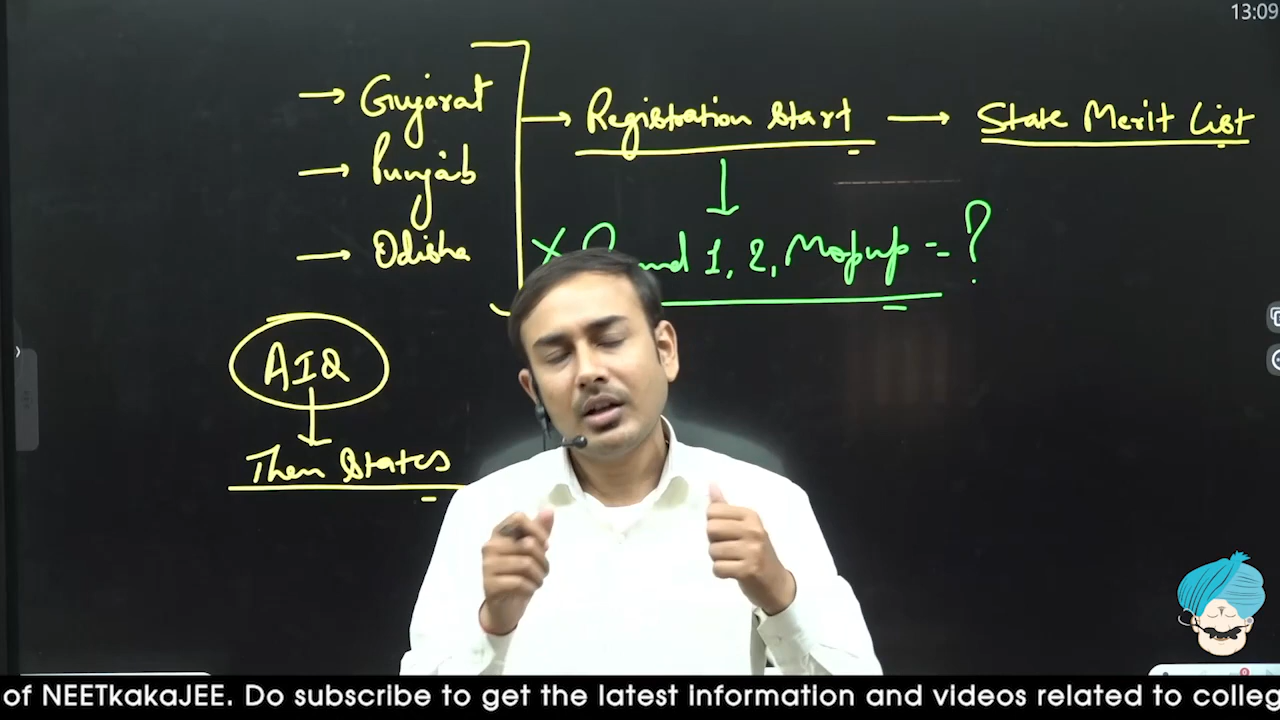 13:09
→ Gujarat
→ Punjab
→ Odisha
→ Registration Start → State Merit List
X 1, 2, Mopup = ?
AIQ
Then States
of NEETkakaJEE. Do subscribe to get the latest information and videos related to colleg